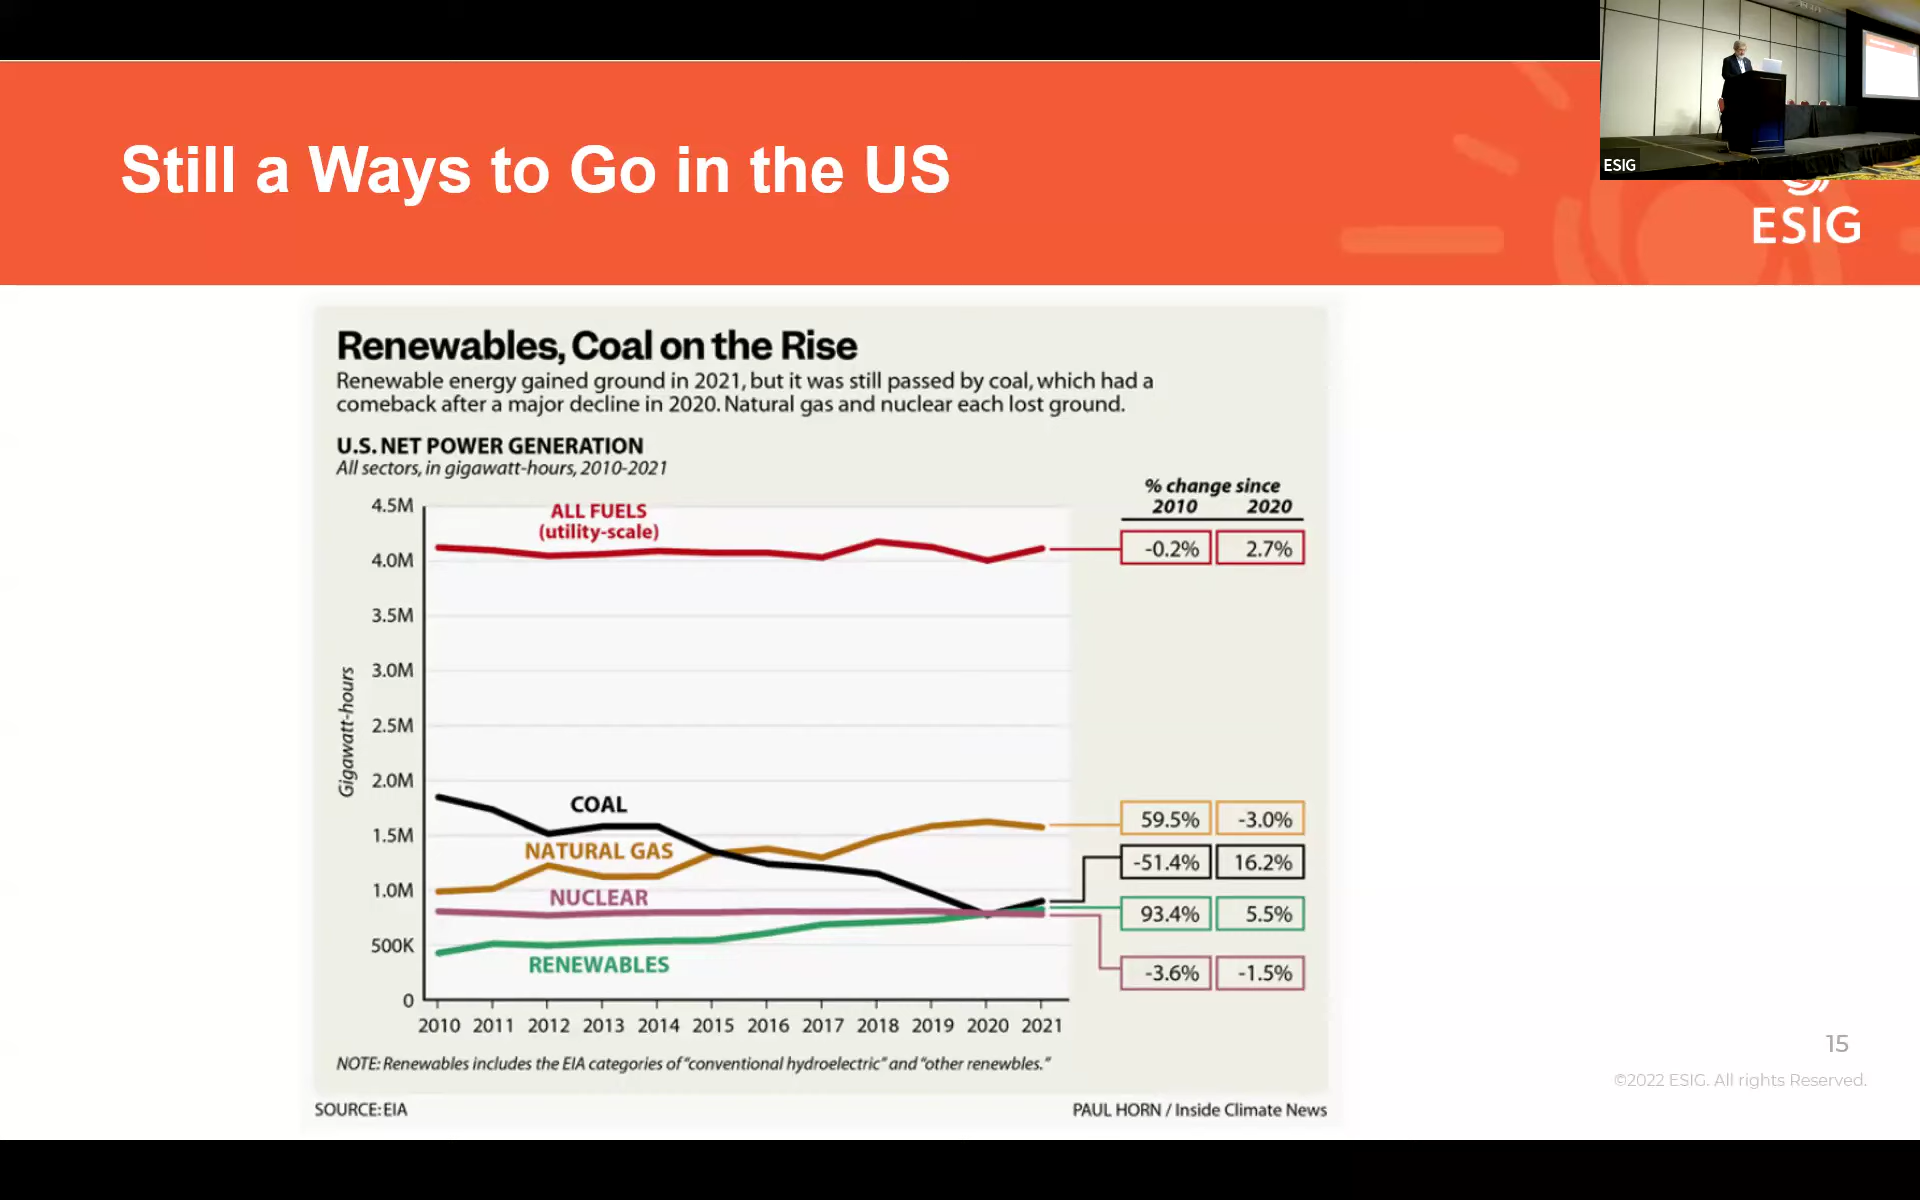 ESIG
Still a Ways to Go in the US
ESIG
Renewables, Coal on the Rise
Renewable energy gained ground in 2021, but it was still passed by coal, which had a
comeback after a major decline in 2020. Natural gas and nuclear each lost ground.
U.S. NET POWER GENERATION
All sectors, in gigawatt-hours, 2010-2021
% change since
2010 2020
4.5M
4.0M
3.5M
3.0M
2.5M
2.0M
1.5M
1.0M
500K
0
Gigawatt-hours
ALL FUELS
(utility-scale)
-0.2% 2.7%
COAL
NATURAL GAS
NUCLEAR
RENEWABLES
59.5% -3.0%
-51.4% 16.2%
93.4% 5.5%
-3.6% -1.5%
2010 2011 2012 2013 2014 2015 2016 2017 2018 2019 2020 2021
NOTE: Renewables includes the EIA categories of "conventional hydroelectric" and "other renewbles."
SOURCE: EIA
PAUL HORN / Inside Climate News
15
©2022 ESIG. All rights Reserved.